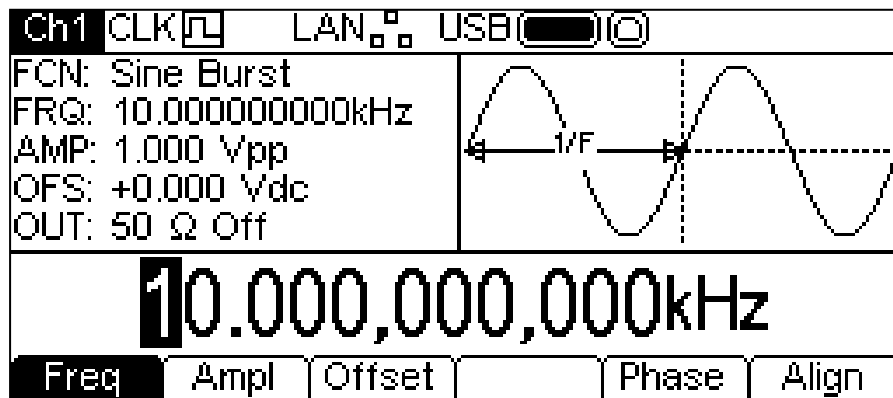 Ch1 CLK LAN USB
FCN: Sine Burst
FRQ: 10.000000000kHz
AMP: 1.000 Vpp
OFS: +0.000 Vdc
OUT: 50 Ω Off
1/F
10.000,000,000kHz
Freq Ampl Offset Phase Align